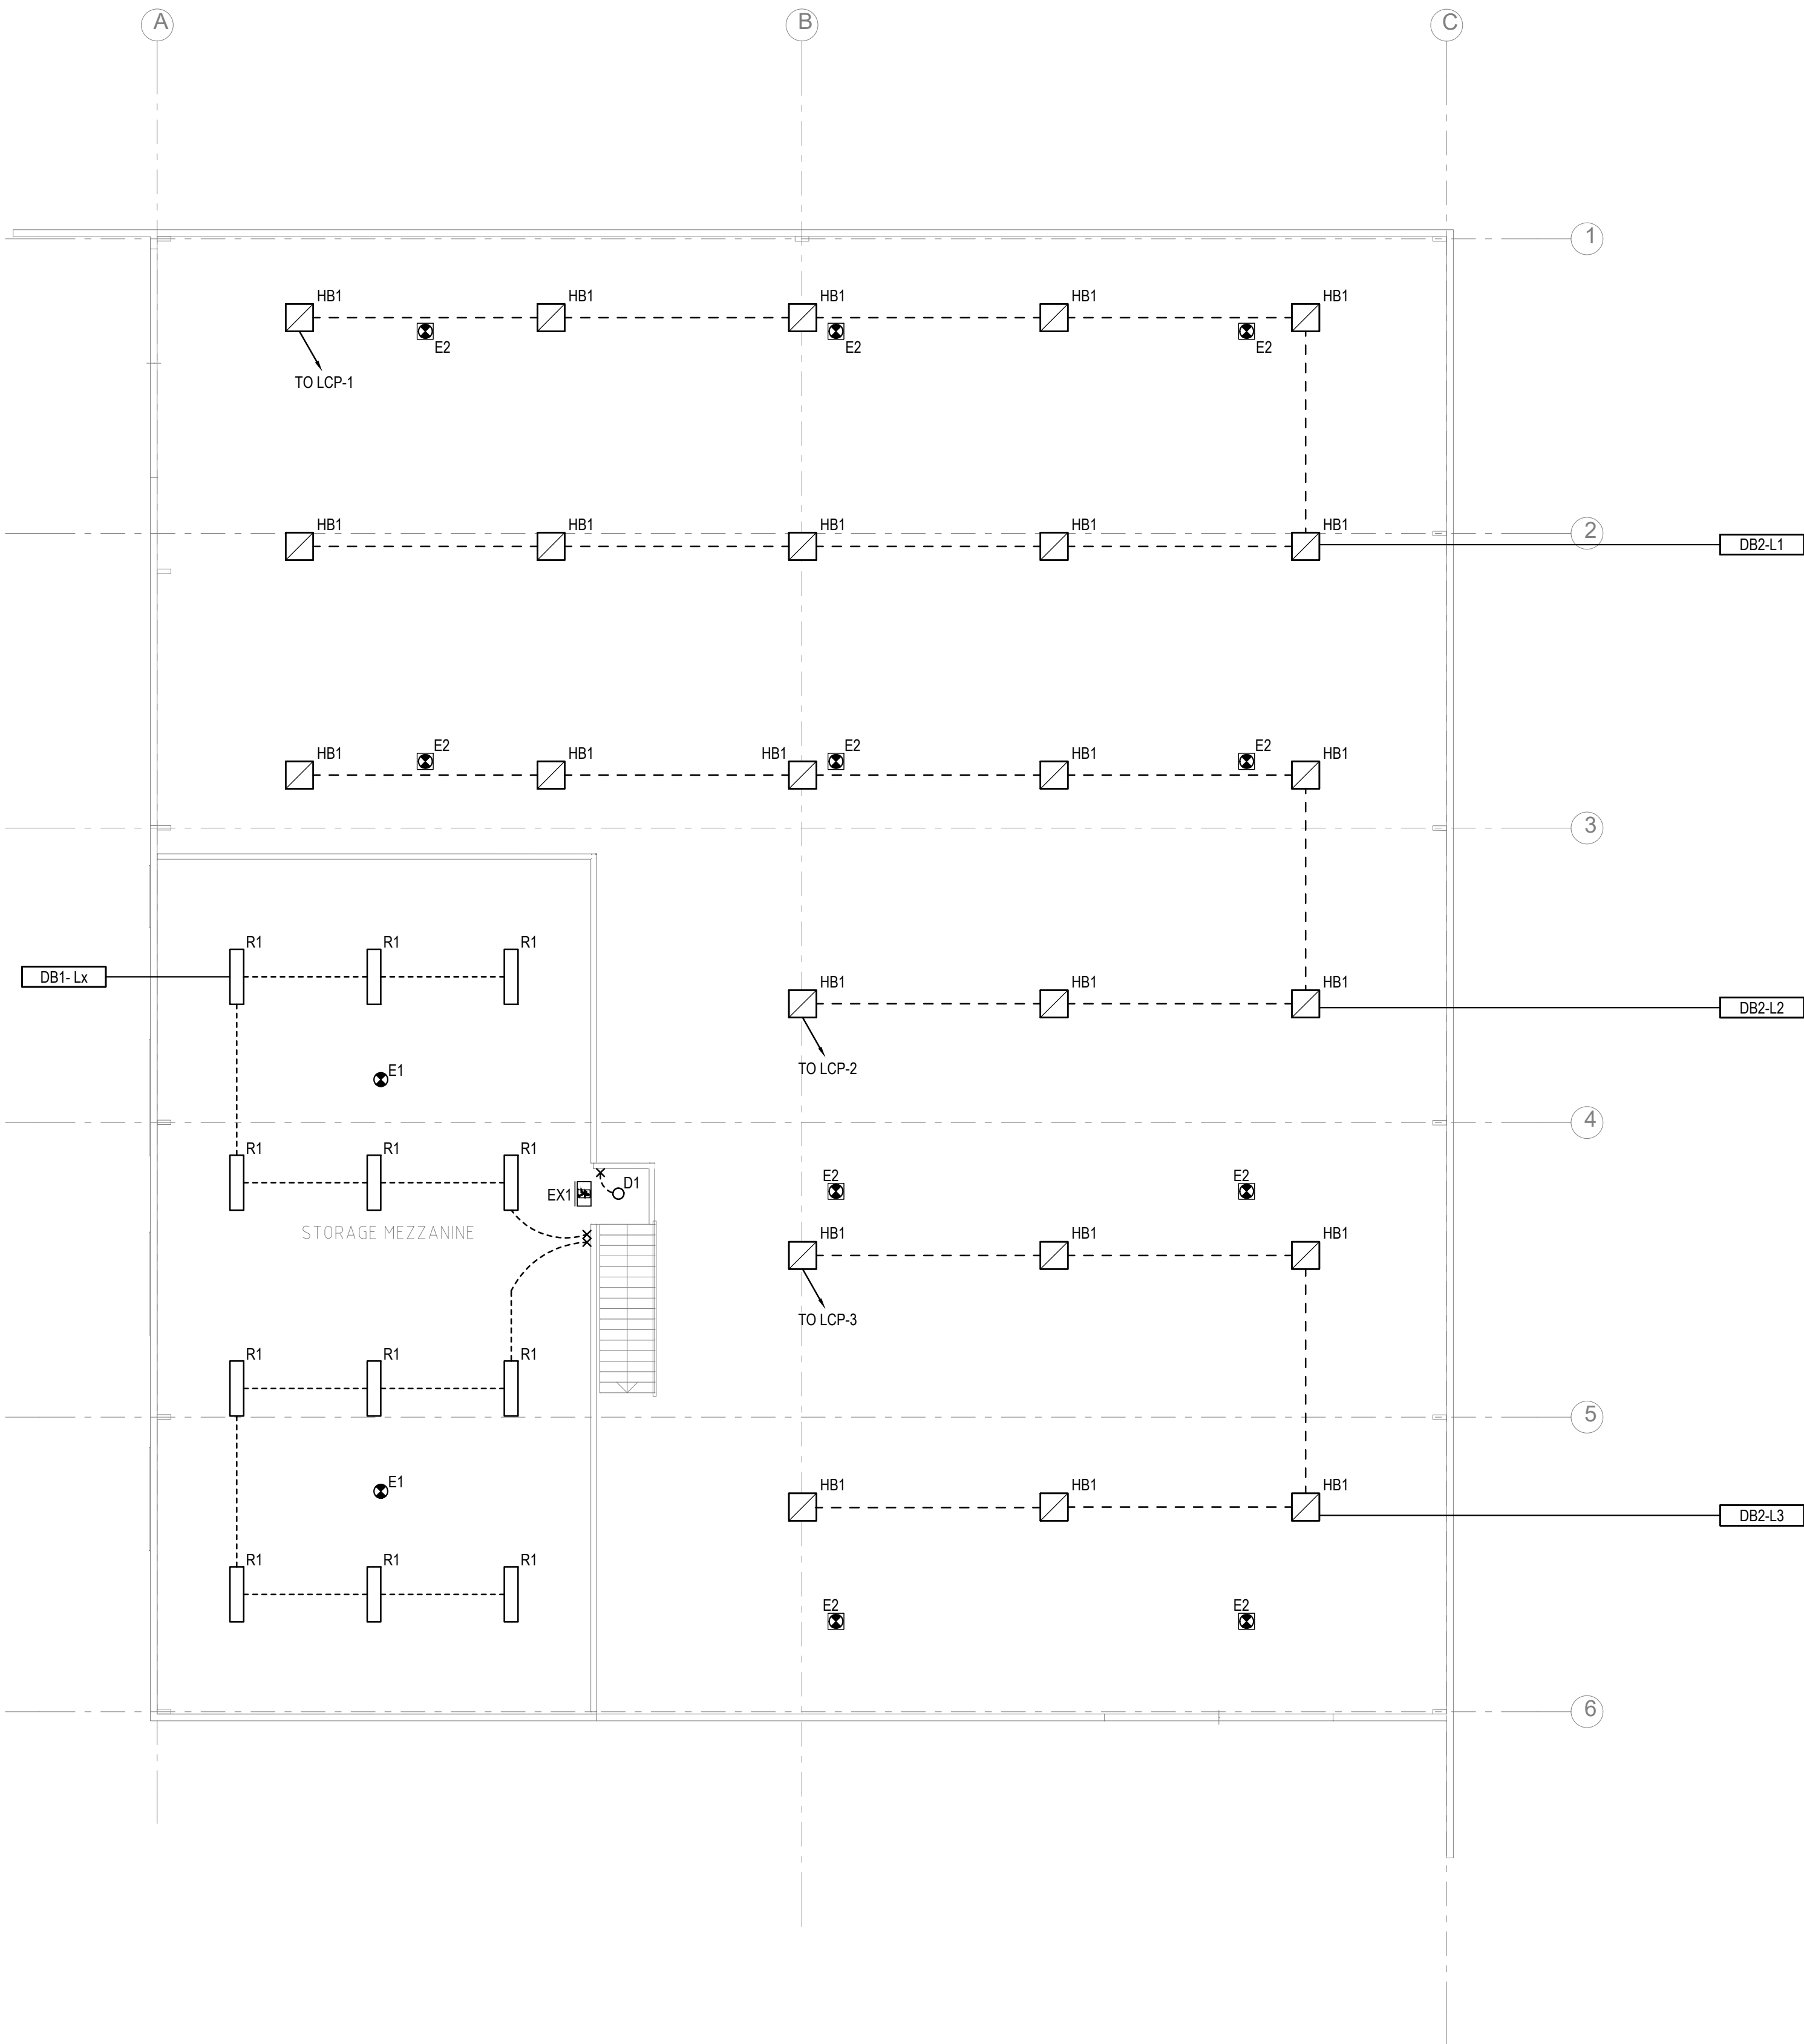 A B C
1
HB1 HB1 HB1 HB1 HB1
E2 E2 E2
TO LCP-1
HB1 HB1 HB1 HB1 HB1
2
DB2-L1
HB1 E2 HB1 HB1 E2 HB1 E2 HB1
3
R1 R1 R1
DB1- Lx
HB1 HB1 HB1
DB2-L2
TO LCP-2
E1
4
R1 R1 R1
EX1 D1
E2 E2
STORAGE MEZZANINE
HB1 HB1 HB1
TO LCP-3
R1 R1 R1
5
E1
HB1 HB1 HB1
DB2-L3
R1 R1 R1
E2 E2
6